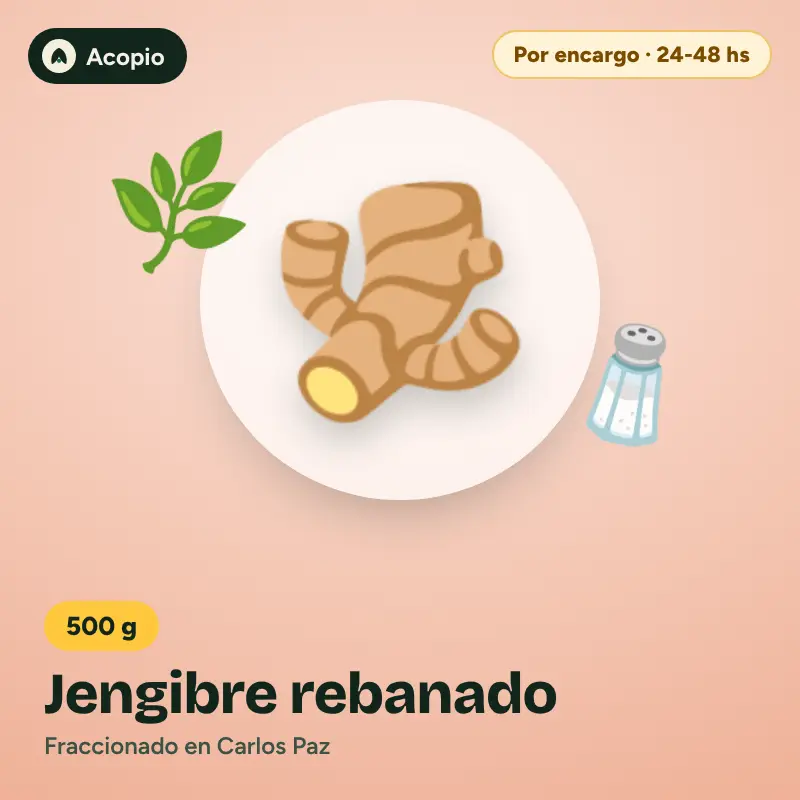 Acopio
Por encargo · 24-48 hs
500 g
Jengibre rebanado
Fraccionado en Carlos Paz